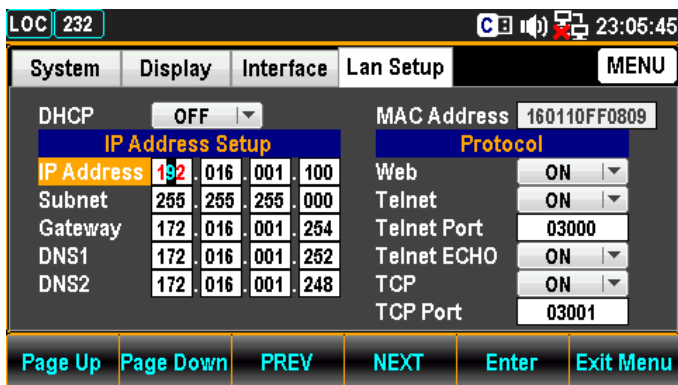 LOC 232 C 23:05:45
System Display Interface Lan Setup MENU
DHCP OFF MAC Address 160110FF0809
IP Address Setup Protocol
IP Address 192.016.001.100 Web ON
Subnet 255.255.255.000 Telnet ON
Gateway 172.016.001.254 Telnet Port 03000
DNS1 172.016.001.252 Telnet ECHO ON
DNS2 172.016.001.248 TCP ON
TCP Port 03001
Page Up Page Down PREV NEXT Enter Exit Menu